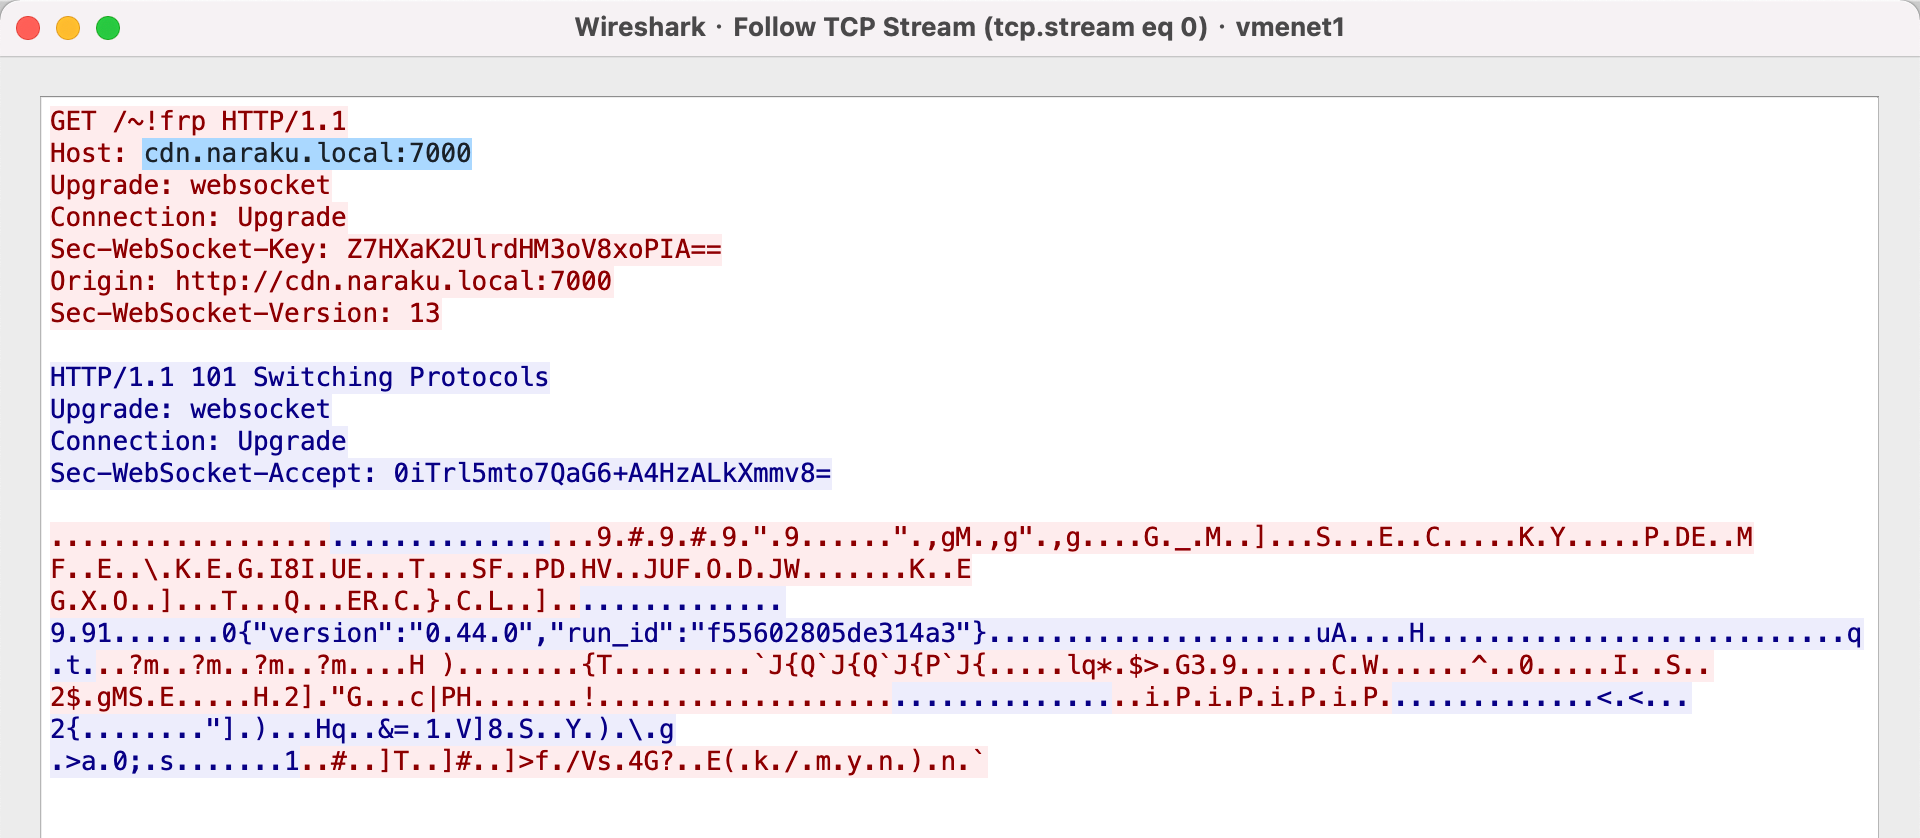 Wireshark · Follow TCP Stream (tcp.stream eq 0) · vmenet1
GET /~!frp HTTP/1.1
Host: cdn.naraku.local:7000
Upgrade: websocket
Connection: Upgrade
Sec-WebSocket-Key: Z7HXaK2UlrdHM3oV8xoPIA==
Origin: http://cdn.naraku.local:7000
Sec-WebSocket-Version: 13
HTTP/1.1 101 Switching Protocols
Upgrade: websocket
Connection: Upgrade
Sec-WebSocket-Accept: 0iTrl5mto7QaG6+A4HzALkXmmv8=
...................................9.#.9.#.9.".9......".,gM.,g".,g....G._.M..]...S...E..C.....K.Y.....P.DE..M
F..E..\.K.E.G.I8I.UE...T...SF..PD.HV..JUF.O.D.JW.......K..E
G.X.O..]...T...Q...ER.C.}.C.L..]...............
9.91.......0{"version":"0.44.0","run_id":"f55602805de314a3"}.....................uA....H...........................q
.t...?m..?m..?m..?m....H )........{T.........`J{Q`J{Q`J{P`J{.....lq*.$>.G3.9......C.W......^..0.....I. .S..
2$.gMS.E.....H.2]."G...c|PH.......!...................................i.P.i.P.i.P.i.P..............<.<...
2{........"].)...Hq..&=.1.V]8.S..Y.).\.g
.>a.0;.s.......1..#..]T..]#..]>f./Vs.4G?..E(.k./.m.y.n.).n.`